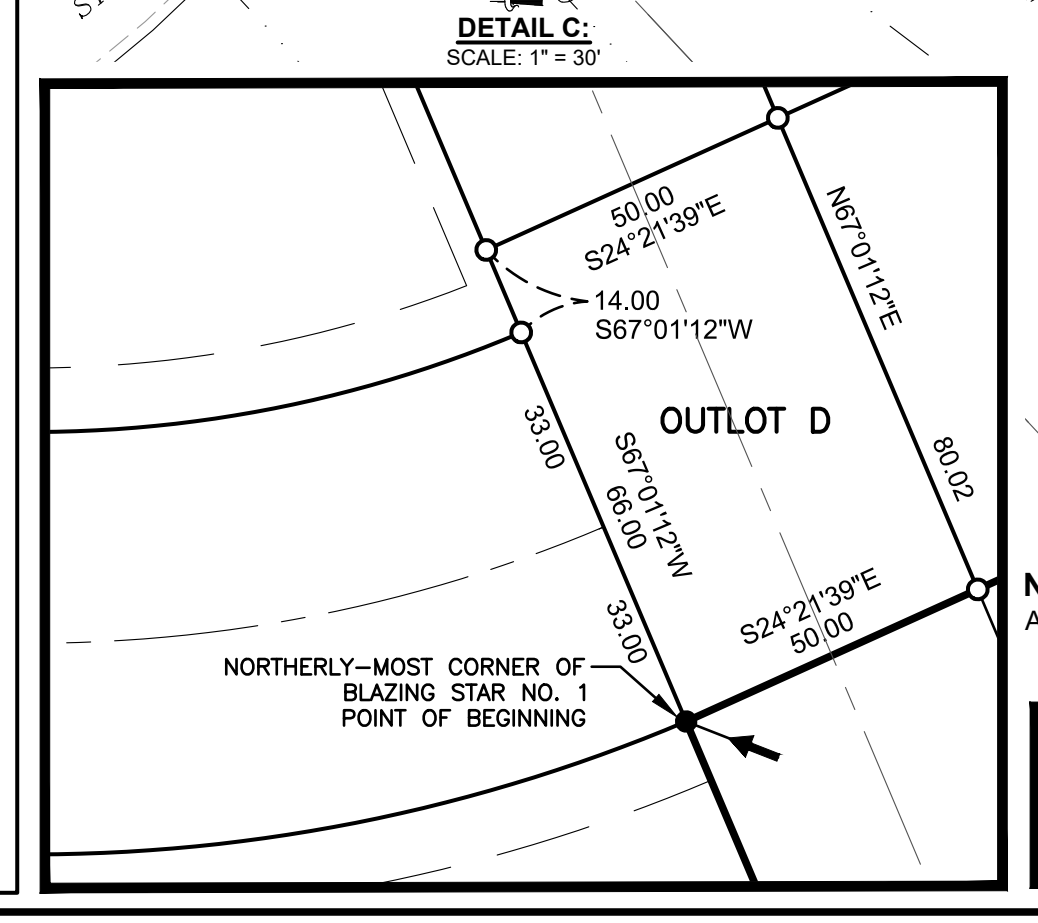 DETAIL C:
SCALE: 1" = 30'
50.00
S24°21'39"E
N67°01'12"E
14.00
S67°01'12"W
OUTLOT D
33.00
S67°01'12"W
66.00
80.02
S24°21'39"E
50.00
33.00
NORTHERLY-MOST CORNER OF
BLAZING STAR NO. 1
POINT OF BEGINNING